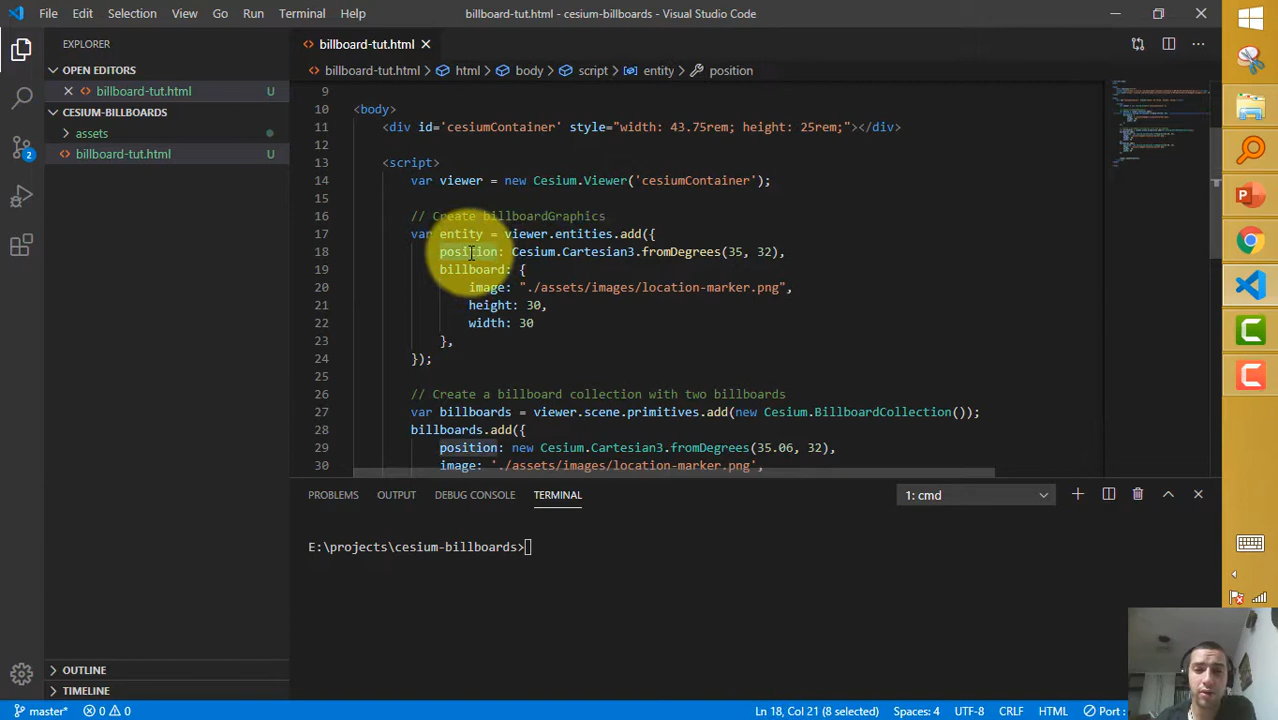 File Edit Selection View Go Run Terminal Help billboard-tut.html - cesium-billboards - Visual Studio Code
EXPLORER
OPEN EDITORS
billboard-tut.html U
CESIUM-BILLBOARDS
assets
billboard-tut.html U
OUTLINE
TIMELINE
2
billboard-tut.html
billboard-tut.html > html > body > script > entity > position
9
10 <body>
11 <div id='cesiumContainer' style="width: 43.75rem; height: 25rem;"></div>
12
13 <script>
14 var viewer = new Cesium.Viewer('cesiumContainer');
15
16 // Create billboardGraphics
17 var entity = viewer.entities.add({
18 position: Cesium.Cartesian3.fromDegrees(35, 32),
19 billboard: {
20 image: "./assets/images/location-marker.png",
21 height: 30,
22 width: 30
23 },
24 });
25
26 // Create a billboard collection with two billboards
27 var billboards = viewer.scene.primitives.add(new Cesium.BillboardCollection());
28 billboards.add({
29 position: new Cesium.Cartesian3.fromDegrees(35.06, 32),
30 image: './assets/images/location-marker.png',
PROBLEMS OUTPUT DEBUG CONSOLE TERMINAL 1: cmd
E:\projects\cesium-billboards>
master* 0 0 Ln 18, Col 21 (8 selected) Spaces: 4 UTF-8 CRLF HTML Port :